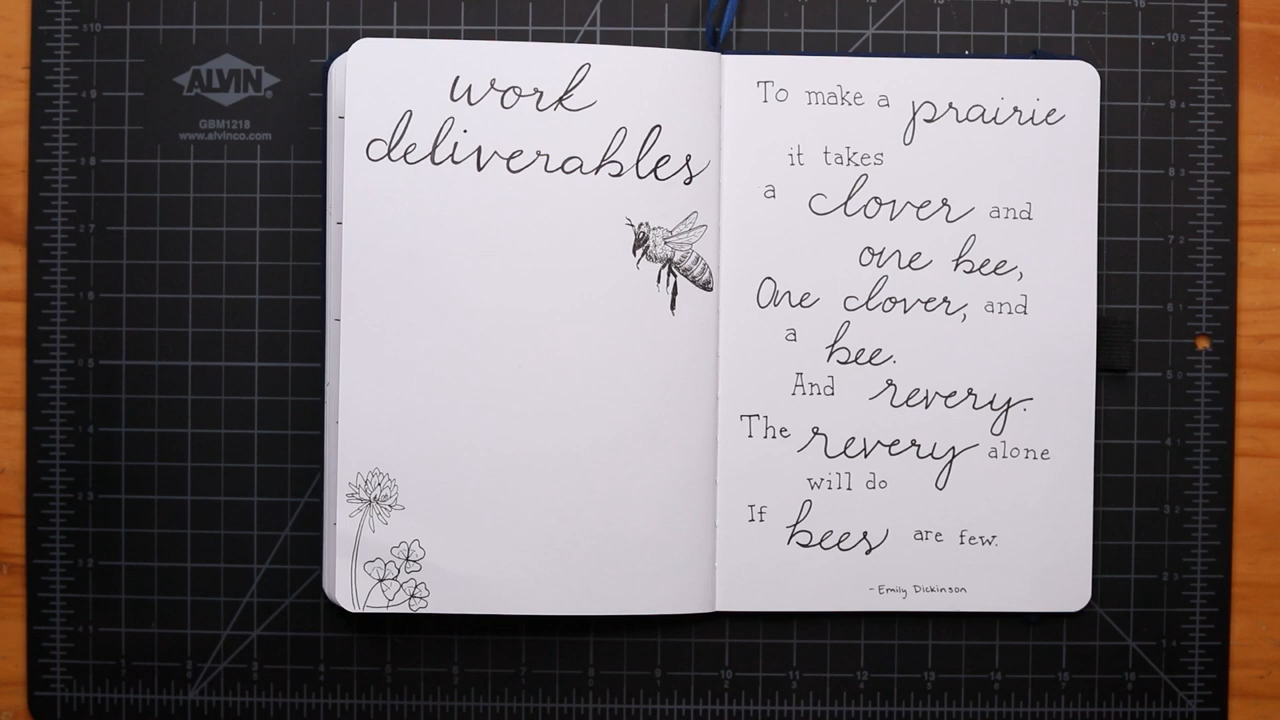 ALVIN®
GBM1218
www.alvinco.com
work
deliverables
To make a prairie
it takes
a clover and
one bee,
One clover, and
a bee.
And revery.
The revery alone
will do
If bees are few.
-Emily Dickinson